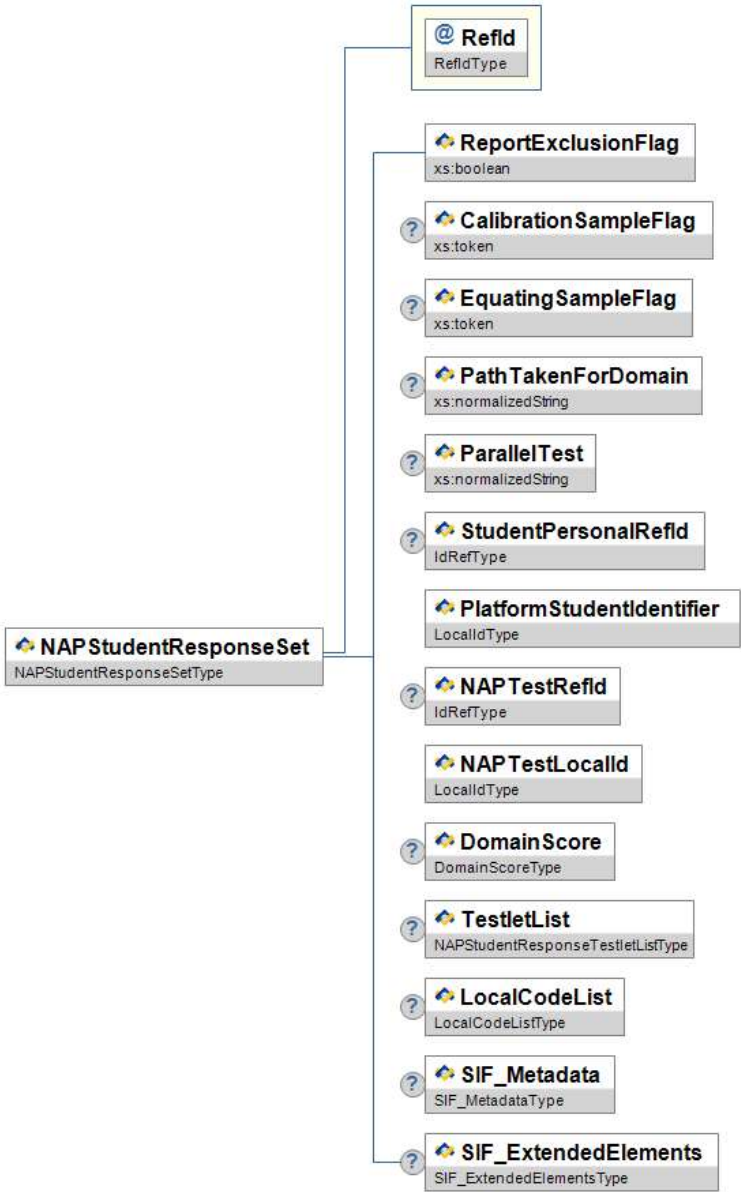 @ RefId
RefIdType
ReportExclusionFlag
xs:boolean
? CalibrationSampleFlag
xs:token
? EquatingSampleFlag
xs:token
? PathTakenForDomain
xs:normalizedString
? ParallelTest
xs:normalizedString
? StudentPersonalRefId
IdRefType
PlatformStudentIdentifier
LocalIdType
NAPStudentResponseSet
NAPStudentResponseSetType
? NAPTestRefId
IdRefType
NAPTestLocalId
LocalIdType
? DomainScore
DomainScoreType
? TestletList
NAPStudentResponseTestletListType
? LocalCodeList
LocalCodeListType
? SIF_Metadata
SIF_MetadataType
? SIF_ExtendedElements
SIF_ExtendedElementsType